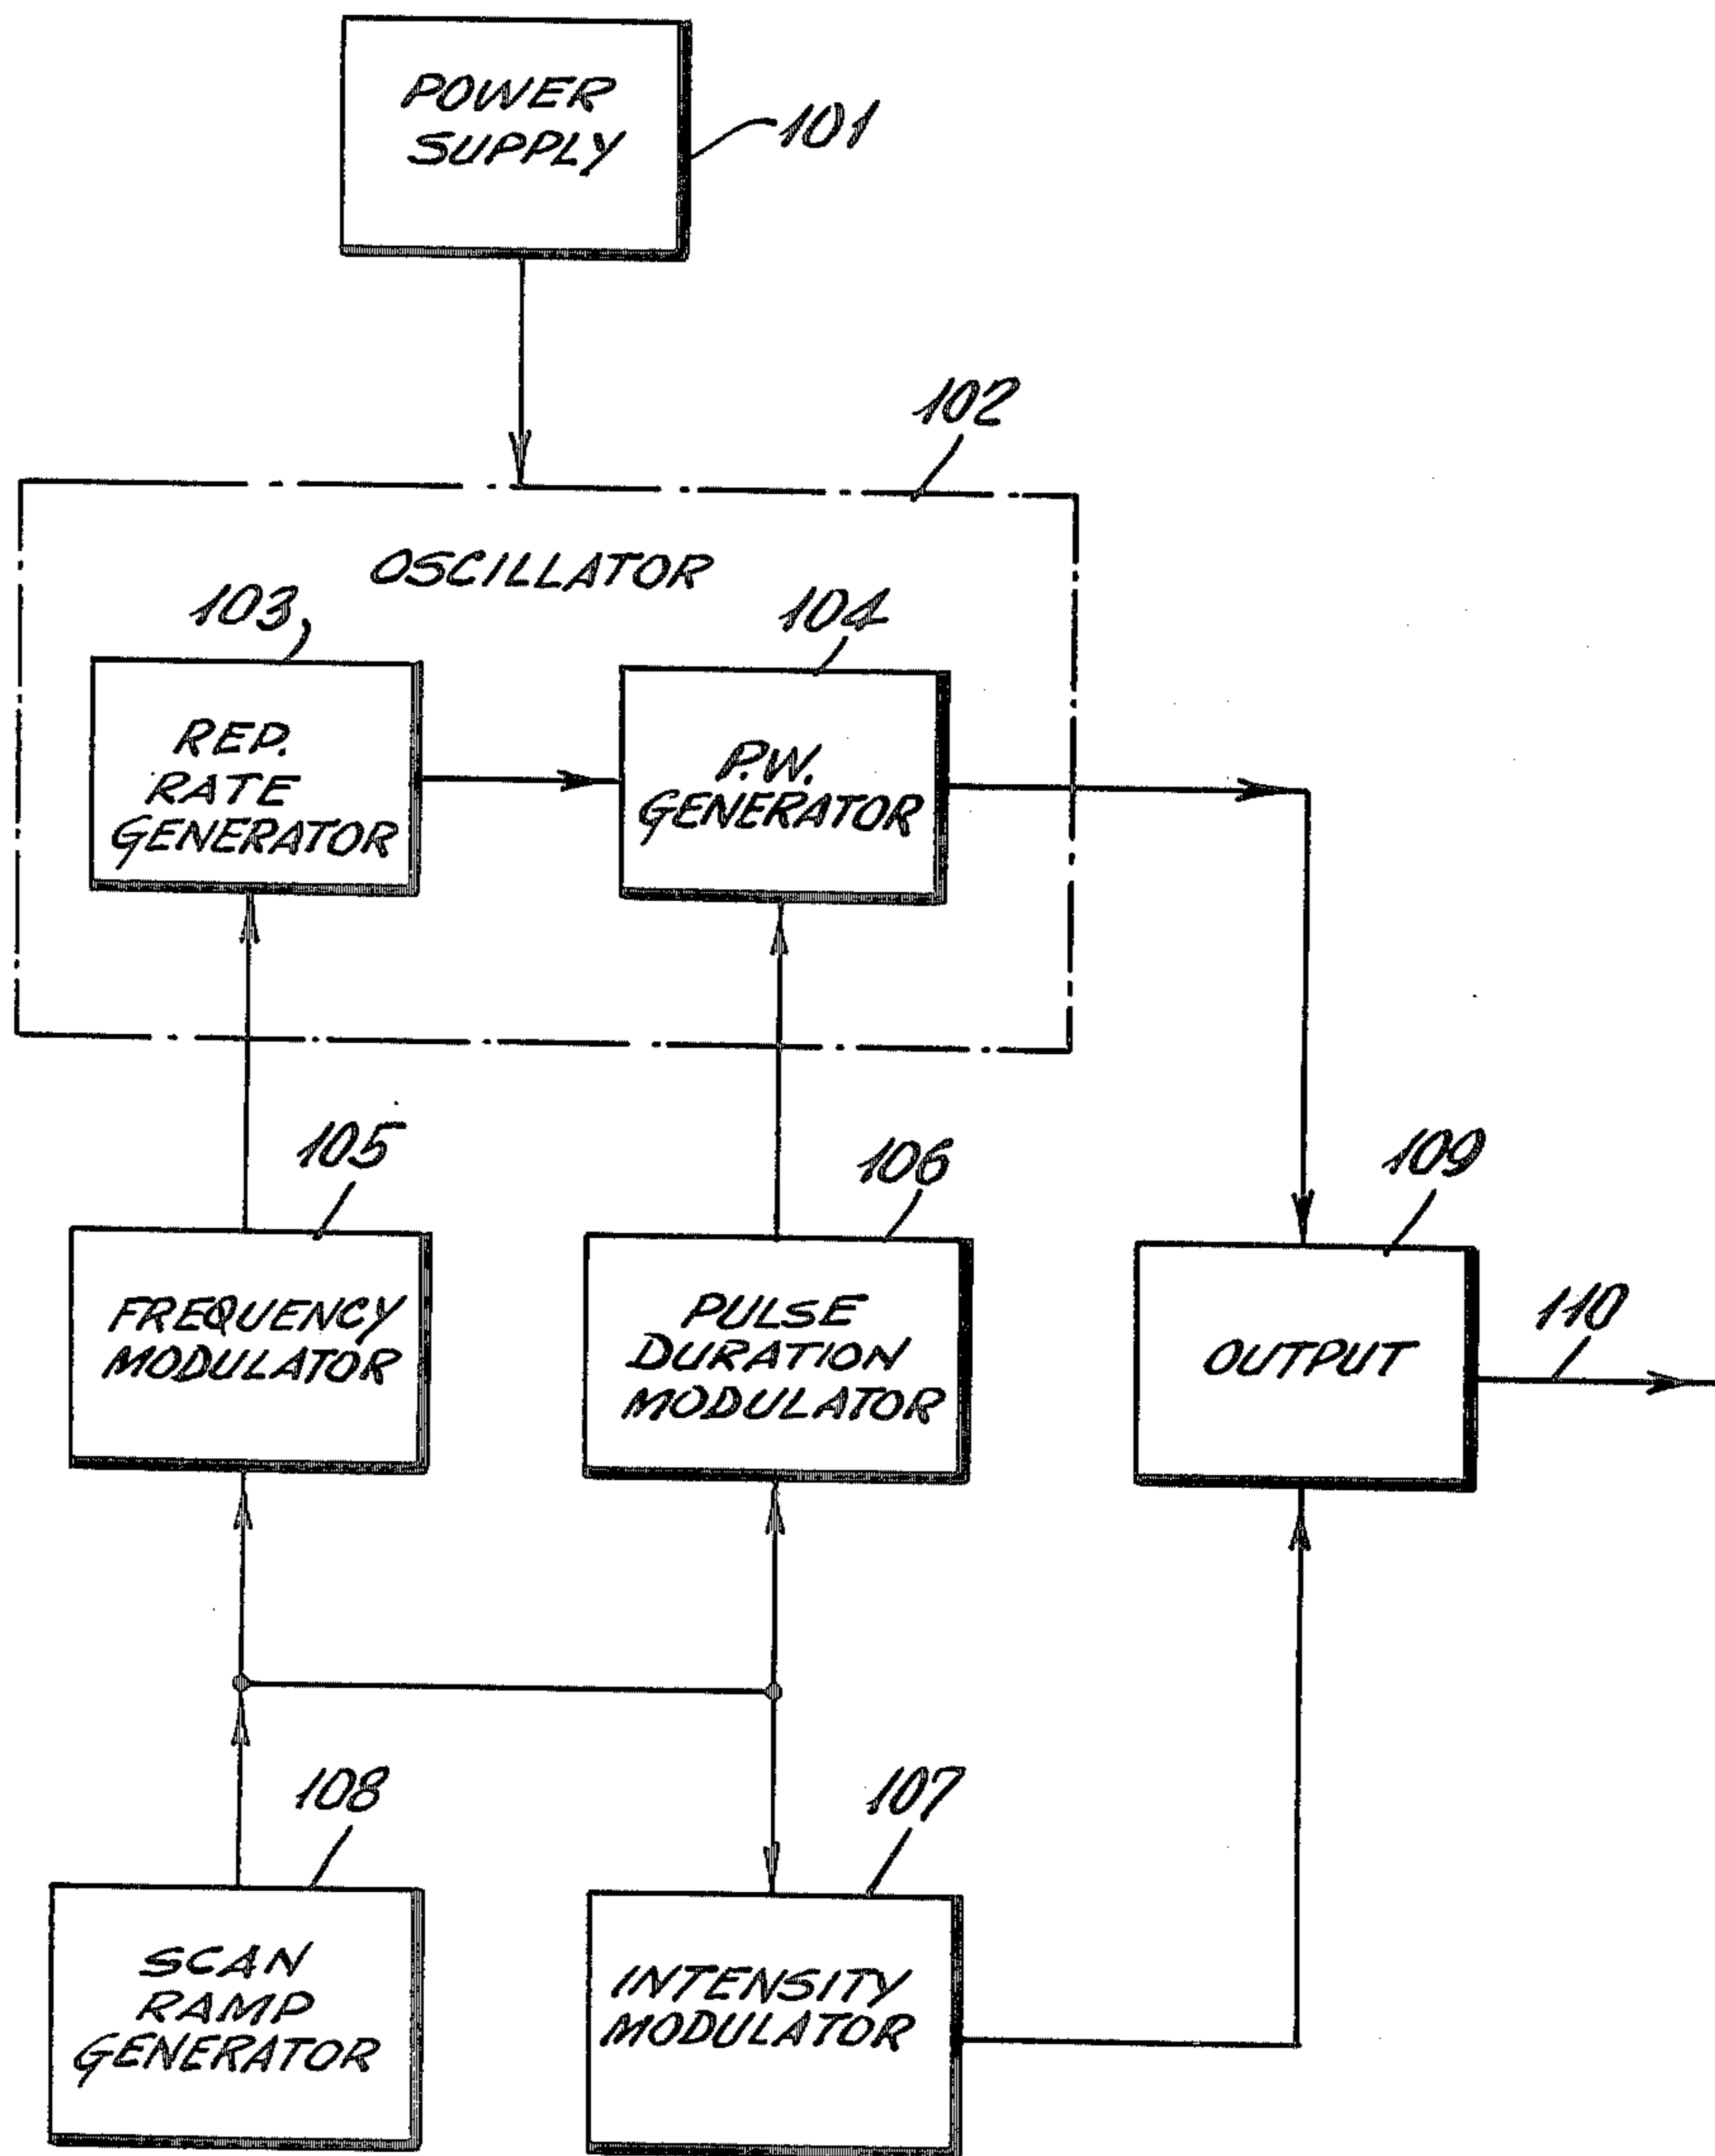 POWER
SUPPLY
101
102
OSCILLATOR
103
104
REP.
RATE
GENERATOR
P.W.
GENERATOR
105
106
109
FREQUENCY
MODULATOR
PULSE
DURATION
MODULATOR
OUTPUT
110
108
107
SCAN
RAMP
GENERATOR
INTENSITY
MODULATOR